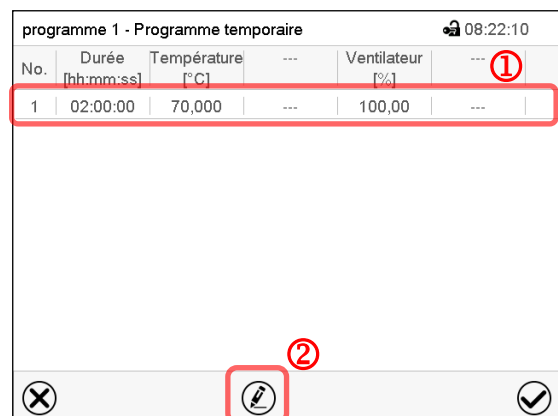 programme 1 - Programme temporaire 08:22:10
No. Durée [hh:mm:ss] Température [°C] --- Ventilateur [%] ---
①
1 02:00:00 70,000 --- 100,00 ---
②